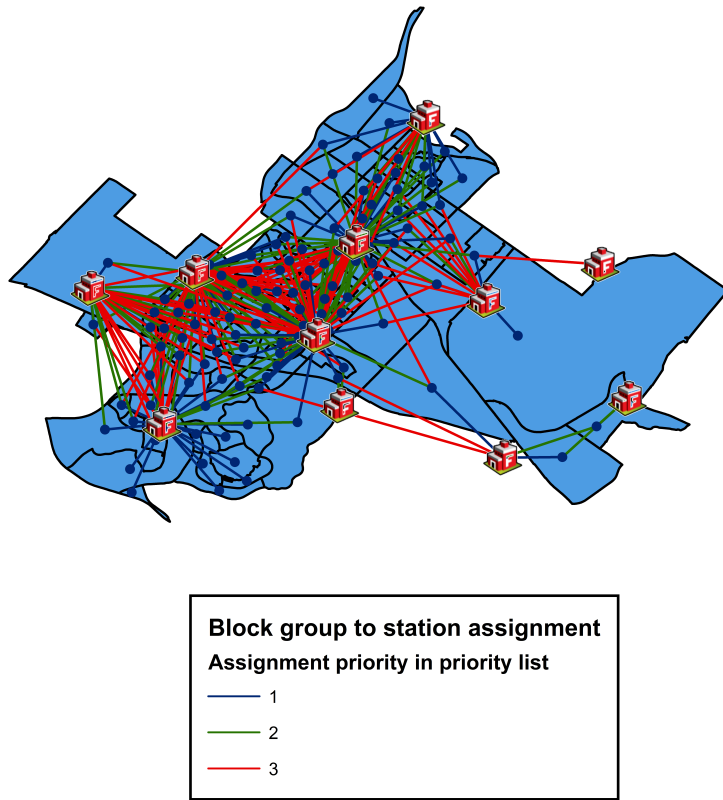 F
F
F
F
F
F
F
F
F
F
Block group to station assignment
Assignment priority in priority list
1
2
3